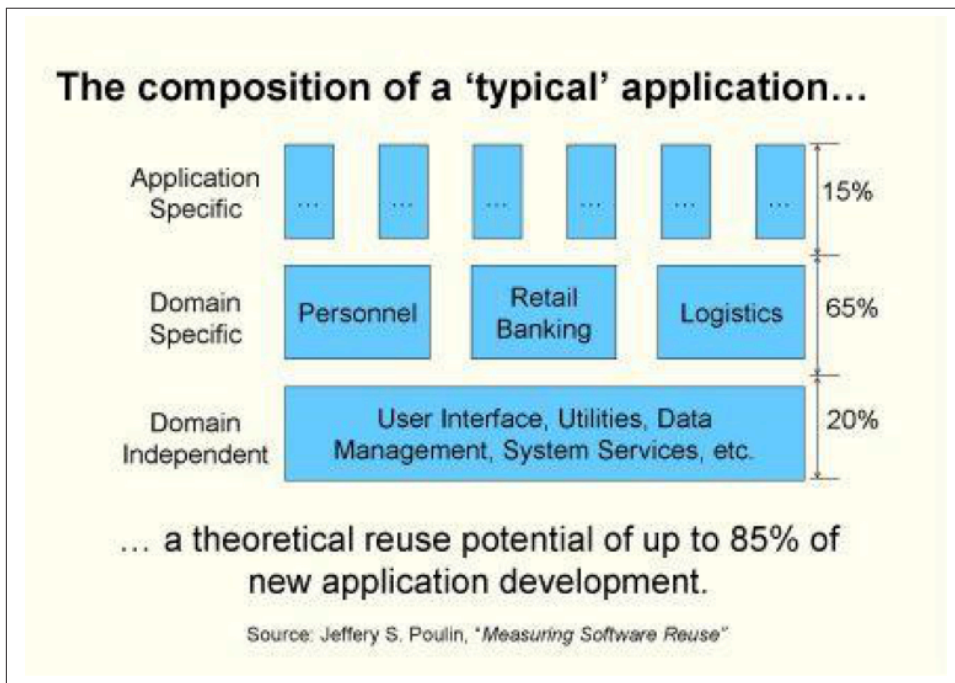 The composition of a ‘typical’ application…
Application
Specific
… … … … … …
15%
Domain
Specific
Personnel
Retail
Banking
Logistics
65%
Domain
Independent
User Interface, Utilities, Data
Management, System Services, etc.
20%
… a theoretical reuse potential of up to 85% of
new application development.
Source: Jeffery S. Poulin, "Measuring Software Reuse"